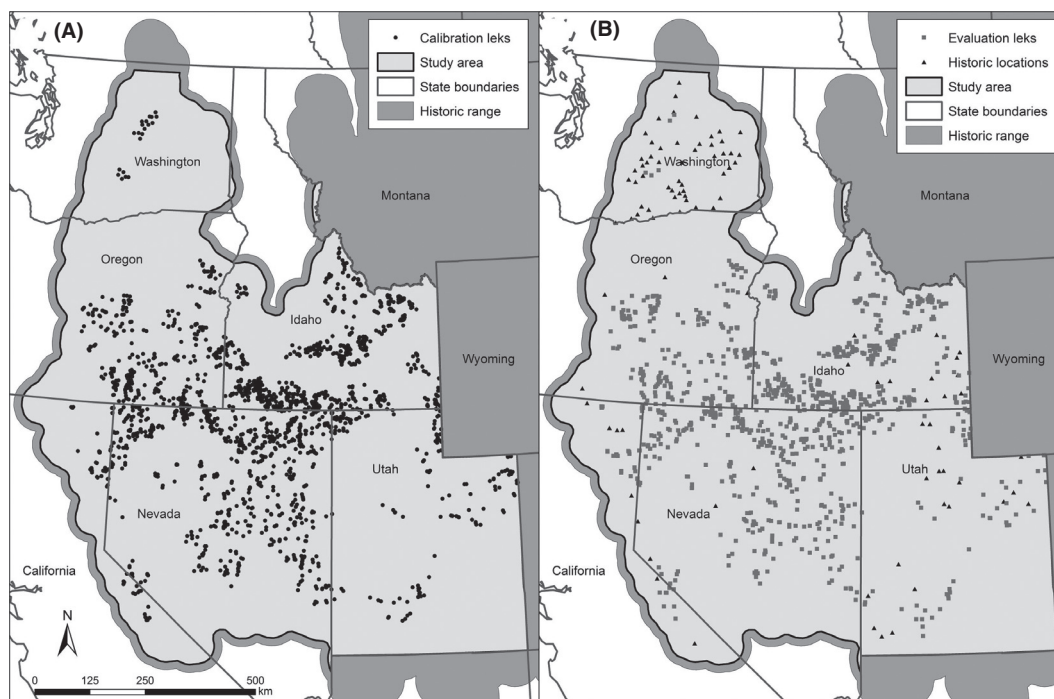 (A)
Calibration leks
Study area
State boundaries
Historic range
Washington
Montana
Oregon
Idaho
Wyoming
Utah
Nevada
California
N
0 125 250 500
km
(B)
Evaluation leks
Historic locations
Study area
State boundaries
Historic range
Washington
Montana
Oregon
Idaho
Wyoming
Utah
Nevada
California